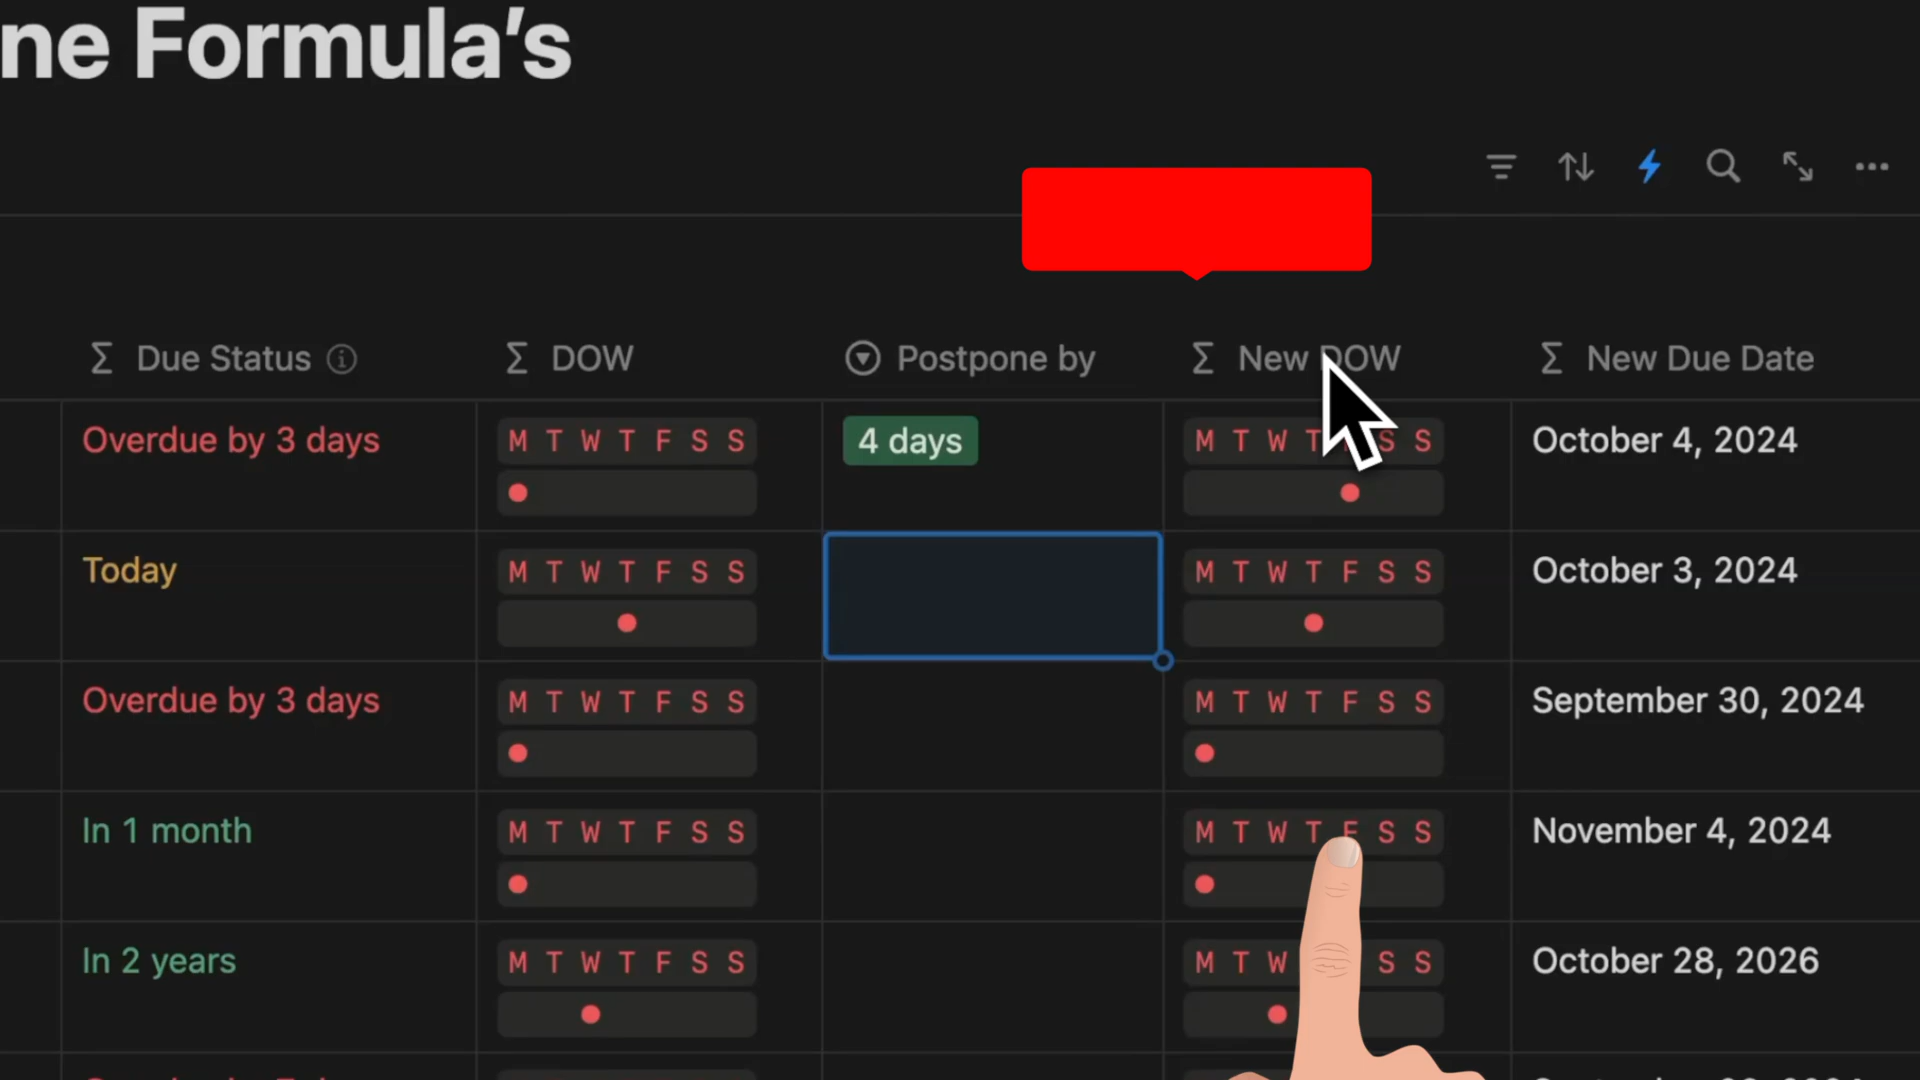 ne Formula's
Due Status DOW Postpone by New DOW New Due Date
Overdue by 3 days M T W T F S S 4 days M T W T S S October 4, 2024
Today M T W T F S S M T W T F S S October 3, 2024
Overdue by 3 days M T W T F S S M T W T F S S September 30, 2024
In 1 month M T W T F S S M T W T F S S November 4, 2024
In 2 years M T W T F S S M T W S S October 28, 2026